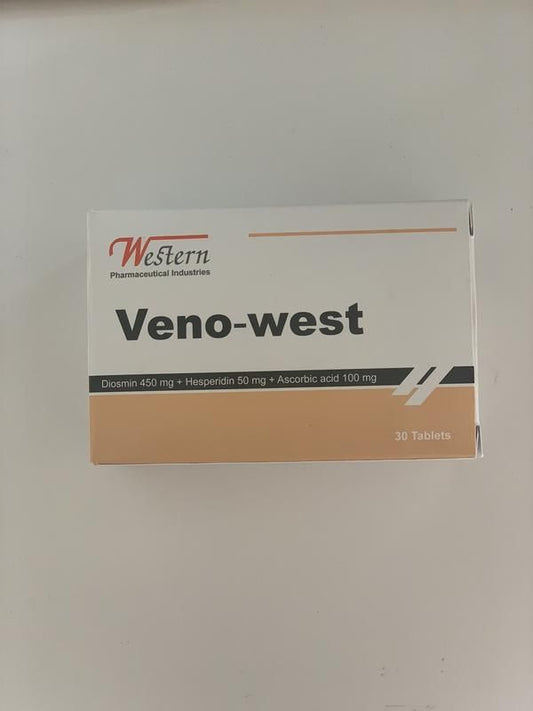 Western
Pharmaceutical Industries
Veno-west
Diosmin 450 mg + Hesperidin 50 mg + Ascorbic acid 100 mg
30 Tablets